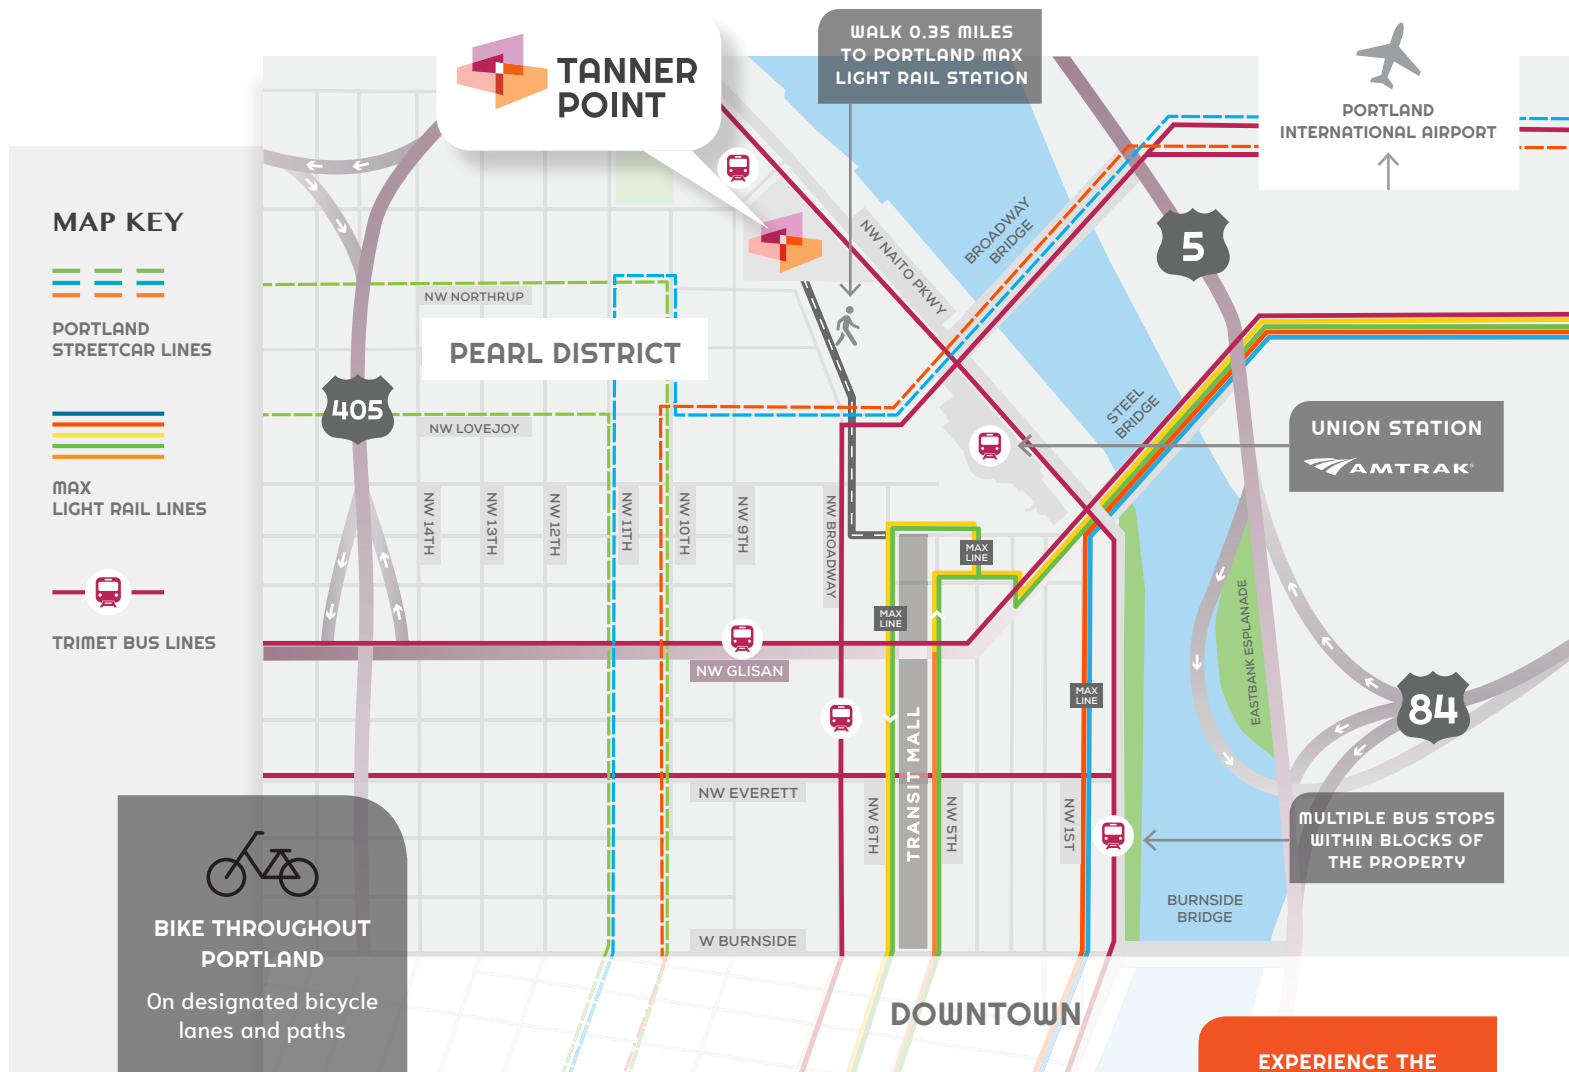 TANNER
POINT
WALK 0.35 MILES
TO PORTLAND MAX
LIGHT RAIL STATION
PORTLAND
INTERNATIONAL AIRPORT
MAP KEY
PORTLAND
STREETCAR LINES
MAX
LIGHT RAIL LINES
TRIMET BUS LINES
NW NAITO PKWY
BROADWAY
BRIDGE
5
NW NORTHRUP
PEARL DISTRICT
405
NW LOVEJOY
STEEL
BRIDGE
UNION STATION
AMTRAK®
NW 14TH
NW 13TH
NW 12TH
NW 11TH
NW 10TH
NW 9TH
NW BROADWAY
MAX
LINE
MAX
LINE
MAX
LINE
EASTBANK ESPLANADE
NW GLISAN
84
TRANSIT MALL
NW EVERETT
NW 6TH
NW 5TH
NW 1ST
MULTIPLE BUS STOPS
WITHIN BLOCKS OF
THE PROPERTY
BURNSIDE
BRIDGE
W BURNSIDE
BIKE THROUGHOUT
PORTLAND
On designated bicycle
lanes and paths
DOWNTOWN
EXPERIENCE THE